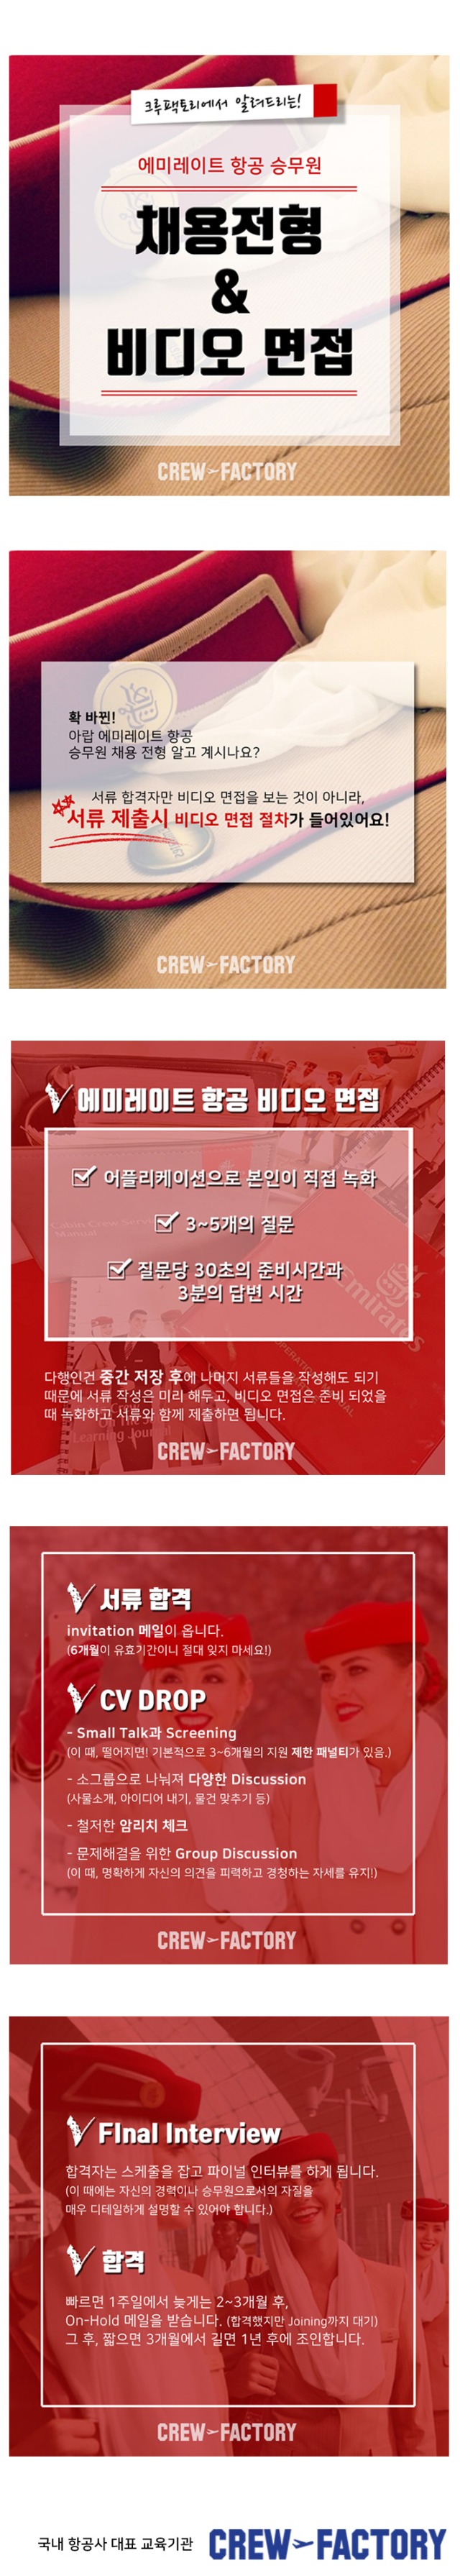 크루팩토리에서 알려드리는!
에미레이트 항공 승무원
채용전형
&
비디오 면접
CREW FACTORY
확 바뀐!
아랍 에미레이트 항공
승무원 채용 전형 알고 계시나요?
서류 합격자만 비디오 면접을 보는 것이 아니라,
서류 제출시 비디오 면접 절차가 들어있어요!
CREW FACTORY
에미레이트 항공 비디오 면접
어플리케이션으로 본인이 직접 녹화
3~5개의 질문
질문당 30초의 준비시간과
3분의 답변 시간
Emirates
Learning Journal
다행인건 중간 저장 후에 나머지 서류들을 작성해도 되기
때문에 서류 작성은 미리 해두고, 비디오 면접은 준비 되었을
때 녹화하고 서류와 함께 제출하면 됩니다.
CREW FACTORY
서류 합격
invitation 메일이 옵니다.
(6개월이 유효기간이니 절대 잊지 마세요!)
CV DROP
- Small Talk과 Screening
(이 때, 떨어지면! 기본적으로 3~6개월의 지원 제한 패널티가 있음.)
- 소그룹으로 나눠져 다양한 Discussion
(사물소개, 아이디어 내기, 물건 맞추기 등)
- 철저한 암리치 체크
- 문제해결을 위한 Group Discussion
(이 때, 명확하게 자신의 의견을 피력하고 경청하는 자세를 유지!)
CREW FACTORY
FInal Interview
합격자는 스케줄을 잡고 파이널 인터뷰를 하게 됩니다.
(이 때에는 자신의 경력이나 승무원으로서의 자질을
매우 디테일하게 설명할 수 있어야 합니다.)
합격
빠르면 1주일에서 늦게는 2~3개월 후,
On-Hold 메일을 받습니다. (합격했지만 Joining까지 대기)
그 후, 짧으면 3개월에서 길면 1년 후에 조인합니다.
CREW FACTORY
국내 항공사 대표 교육기관 CREW FACTORY